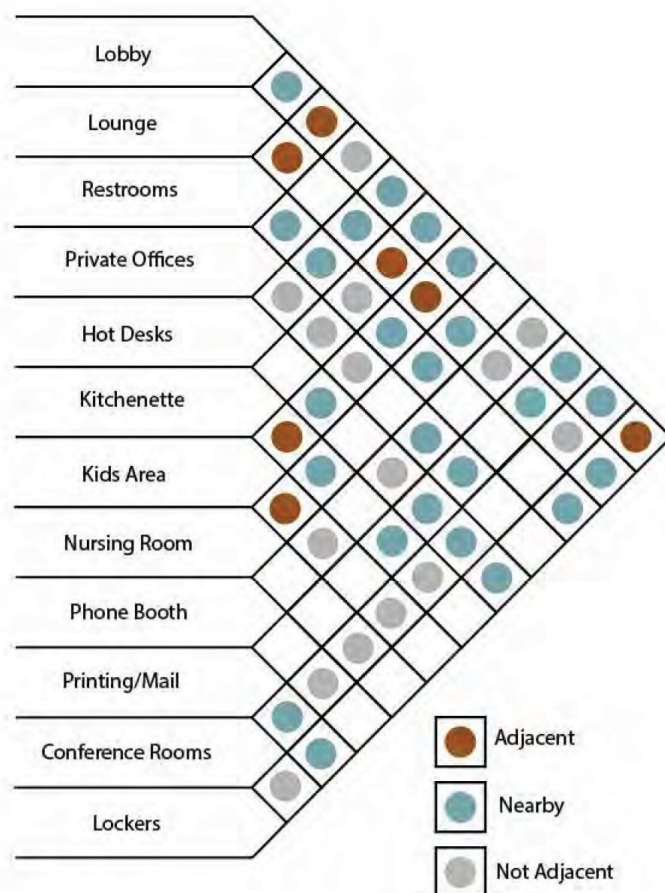 Lobby
Lounge
Restrooms
Private Offices
Hot Desks
Kitchenette
Kids Area
Nursing Room
Phone Booth
Printing/Mail
Conference Rooms
Lockers
Adjacent
Nearby
Not Adjacent